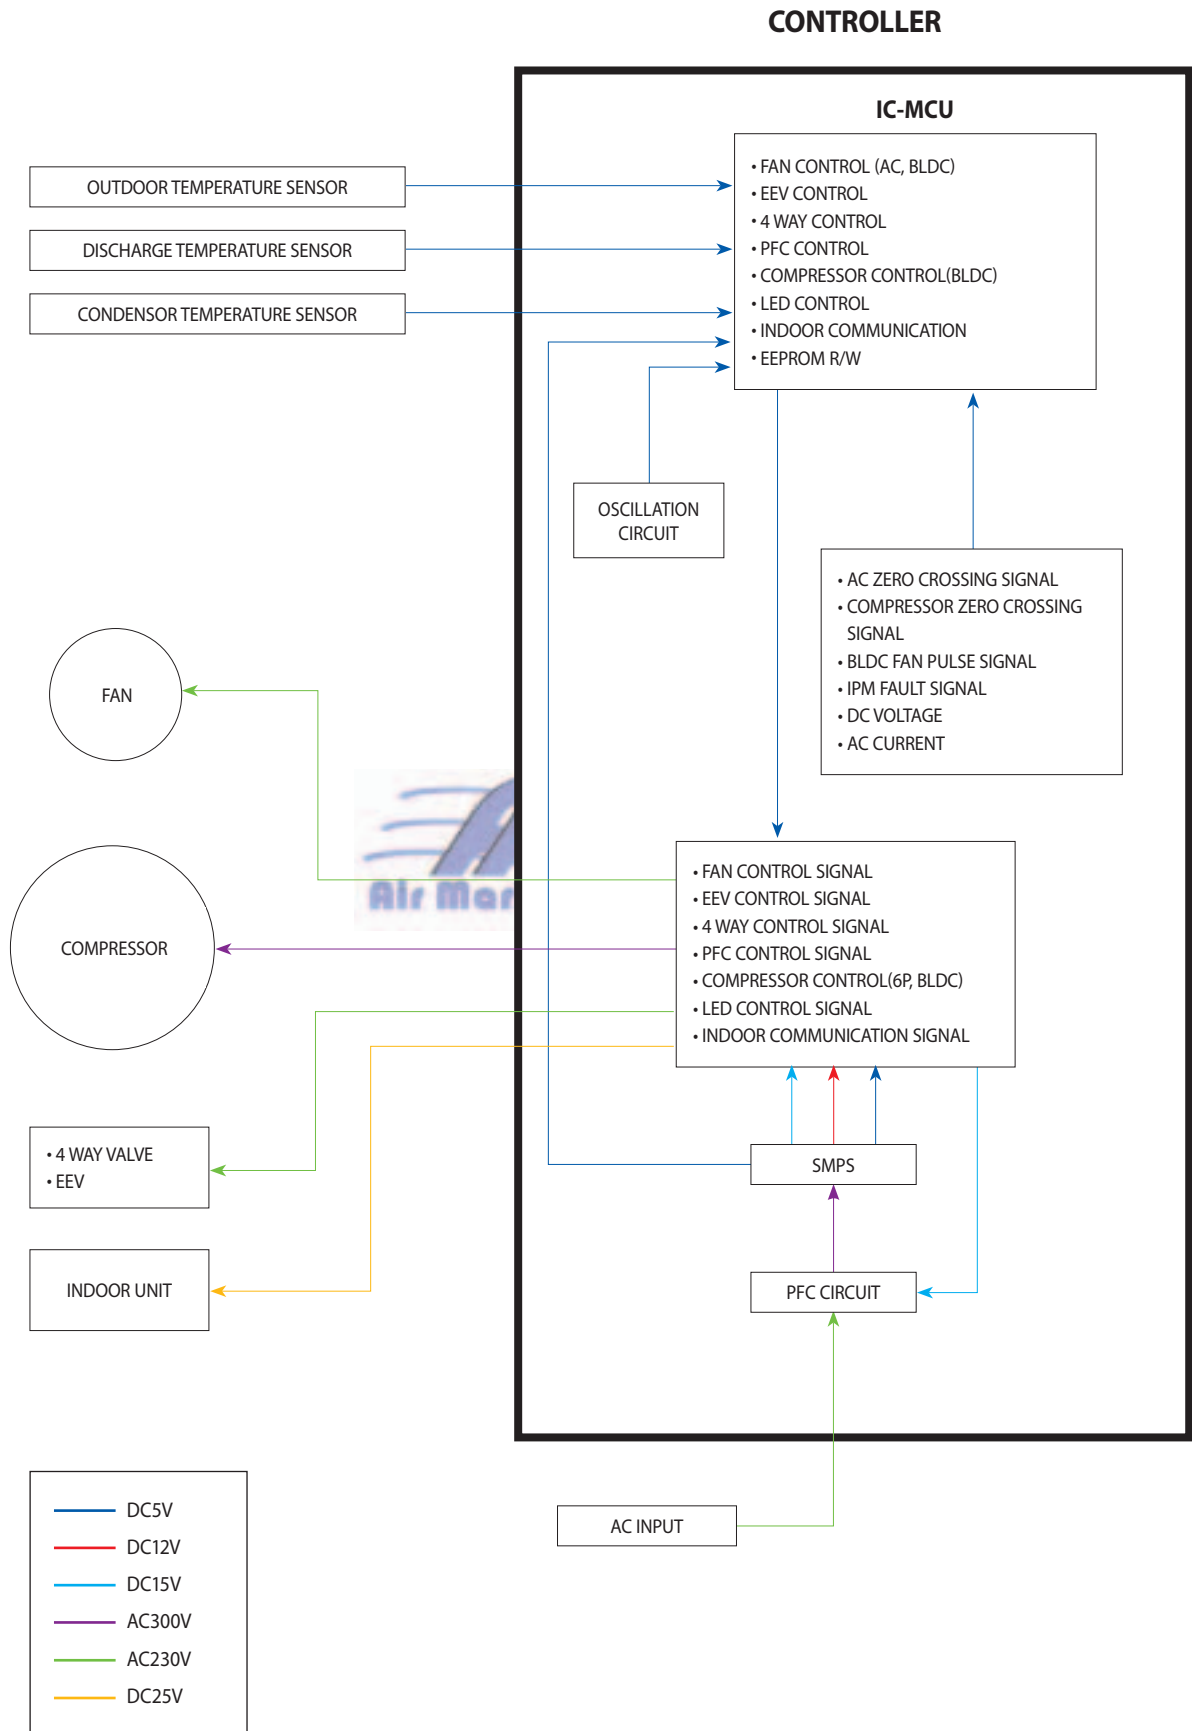 CONTROLLER
IC-MCU
• FAN CONTROL (AC, BLDC)
• EEV CONTROL
• 4 WAY CONTROL
• PFC CONTROL
• COMPRESSOR CONTROL(BLDC)
• LED CONTROL
• INDOOR COMMUNICATION
• EEPROM R/W
OUTDOOR TEMPERATURE SENSOR
DISCHARGE TEMPERATURE SENSOR
CONDENSOR TEMPERATURE SENSOR
OSCILLATION
CIRCUIT
• AC ZERO CROSSING SIGNAL
• COMPRESSOR ZERO CROSSING
SIGNAL
• BLDC FAN PULSE SIGNAL
• IPM FAULT SIGNAL
• DC VOLTAGE
• AC CURRENT
FAN
Air Mar
COMPRESSOR
• FAN CONTROL SIGNAL
• EEV CONTROL SIGNAL
• 4 WAY CONTROL SIGNAL
• PFC CONTROL SIGNAL
• COMPRESSOR CONTROL(6P, BLDC)
• LED CONTROL SIGNAL
• INDOOR COMMUNICATION SIGNAL
• 4 WAY VALVE
• EEV
SMPS
INDOOR UNIT
PFC CIRCUIT
AC INPUT
DC5V
DC12V
DC15V
AC300V
AC230V
DC25V